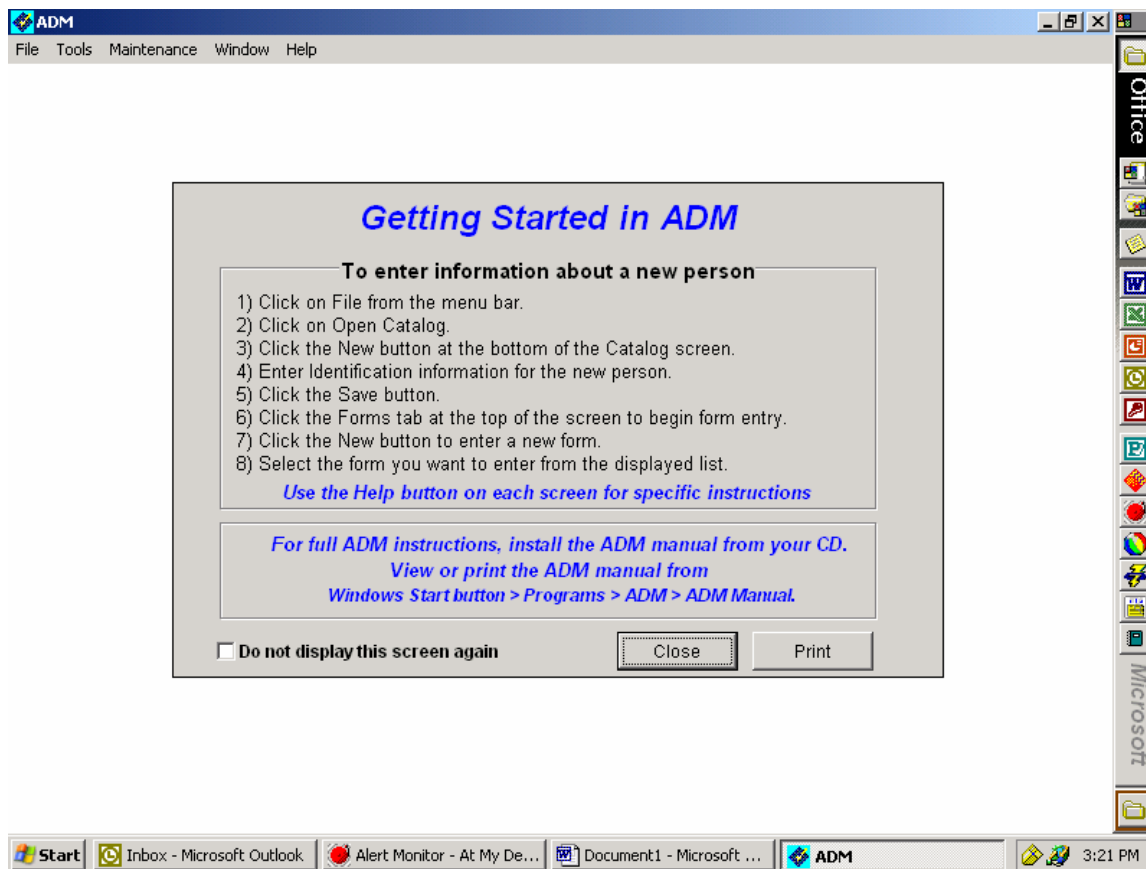 ADM
File Tools Maintenance Window Help
Office
Getting Started in ADM
To enter information about a new person
1) Click on File from the menu bar.
2) Click on Open Catalog.
3) Click the New button at the bottom of the Catalog screen.
4) Enter Identification information for the new person.
5) Click the Save button.
6) Click the Forms tab at the top of the screen to begin form entry.
7) Click the New button to enter a new form.
8) Select the form you want to enter from the displayed list.
Use the Help button on each screen for specific instructions
For full ADM instructions, install the ADM manual from your CD.
View or print the ADM manual from
Windows Start button > Programs > ADM > ADM Manual.
Do not display this screen again
Close Print
Microsoft
Start Inbox - Microsoft Outlook Alert Monitor - At My De... Document1 - Microsoft ... ADM 3:21 PM